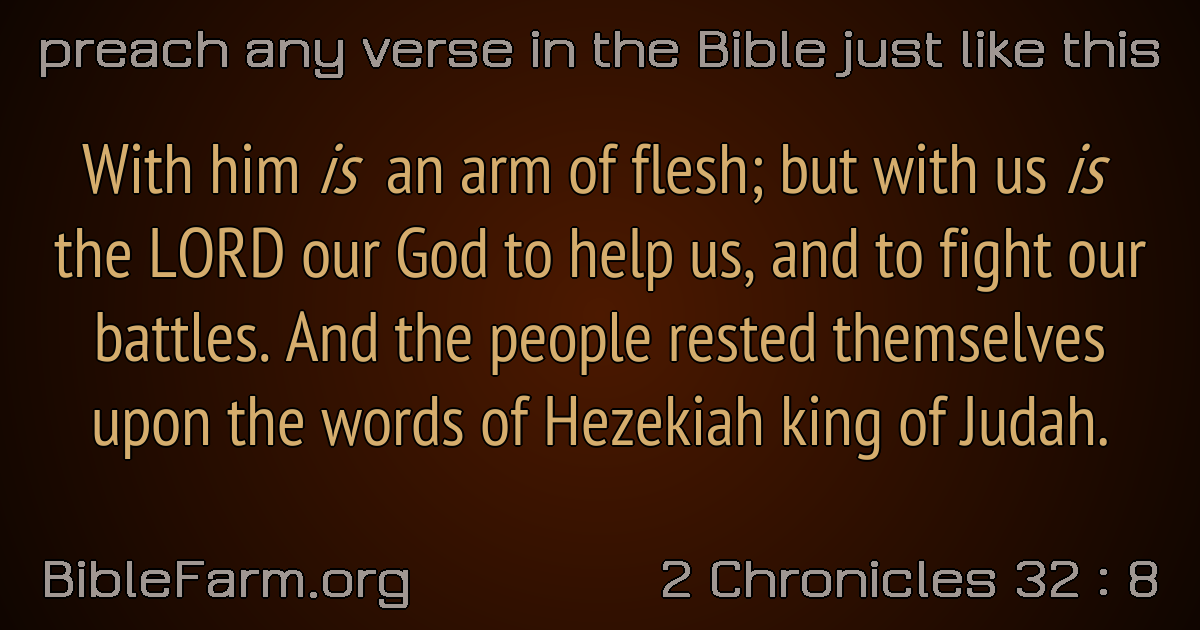 preach any verse in the Bible just like this
With him is an arm of flesh; but with us is
the LORD our God to help us, and to fight our
battles. And the people rested themselves
upon the words of Hezekiah king of Judah.
BibleFarm.org
2 Chronicles 32 : 8